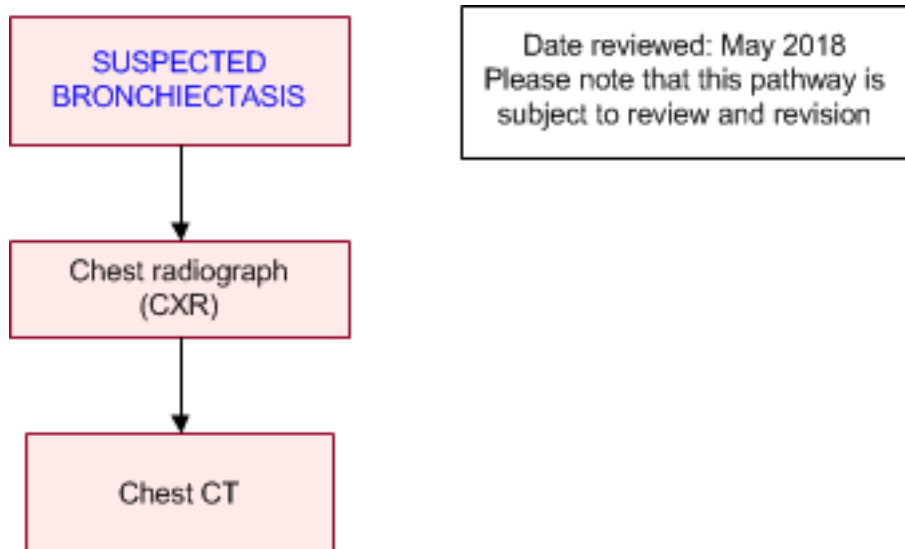 SUSPECTED
BRONCHIECTASIS
Date reviewed: May 2018
Please note that this pathway is
subject to review and revision
Chest radiograph
(CXR)
Chest CT